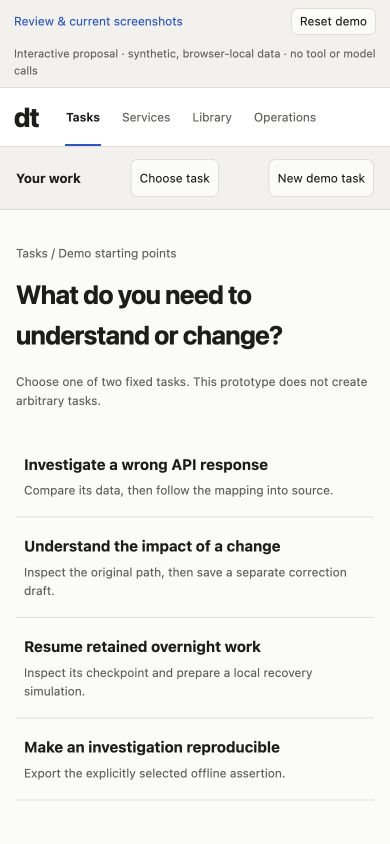 Review & current screenshots
Reset demo
Interactive proposal · synthetic, browser-local data · no tool or model
calls
dt
Tasks
Services
Library
Operations
Your work
Choose task
New demo task
Tasks / Demo starting points
What do you need to
understand or change?
Choose one of two fixed tasks. This prototype does not create
arbitrary tasks.
Investigate a wrong API response
Compare its data, then follow the mapping into source.
Understand the impact of a change
Inspect the original path, then save a separate correction
draft.
Resume retained overnight work
Inspect its checkpoint and prepare a local recovery
simulation.
Make an investigation reproducible
Export the explicitly selected offline assertion.